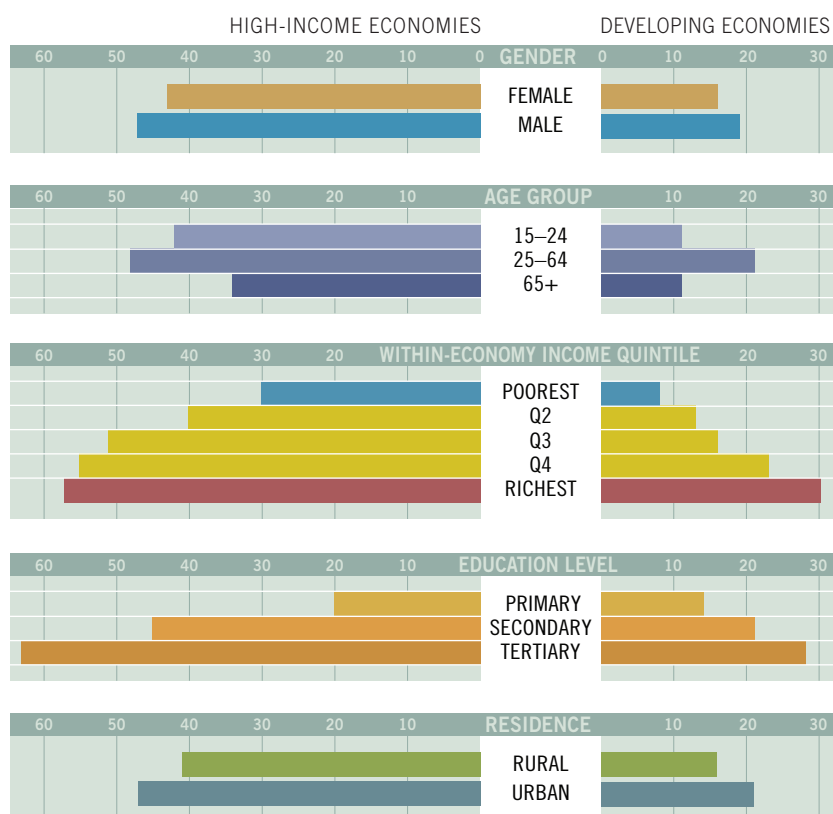 HIGH-INCOME ECONOMIES DEVELOPING ECONOMIES
60 50 40 30 20 10 0 GENDER 0 10 20 30
FEMALE
MALE
60 50 40 30 20 10 AGE GROUP 0 10 20 30
15–24
25–64
65+
60 50 40 30 20 WITHIN-ECONOMY INCOME QUINTILE 20 30
POOREST
Q2
Q3
Q4
RICHEST
60 50 40 30 20 10 EDUCATION LEVEL 10 20 30
PRIMARY
SECONDARY
TERTIARY
60 50 40 30 20 10 RESIDENCE 10 20 30
RURAL
URBAN